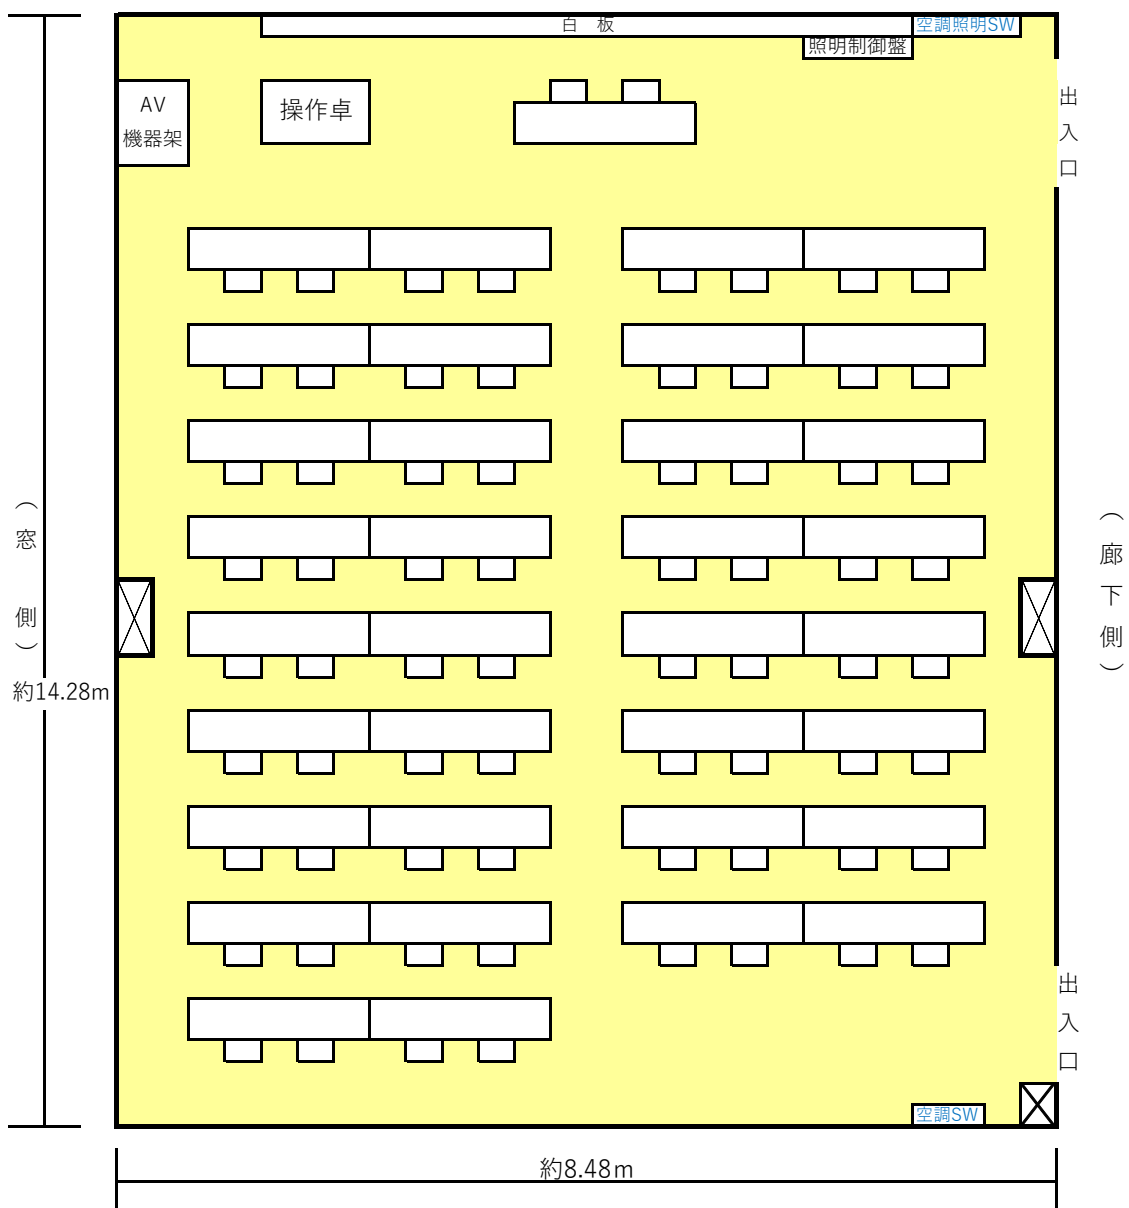 白 板
空調照明SW
照明制御盤
AV
機器架
操作卓
出入口
（窓 側）
（廊下側）
約14.28m
出入口
空調SW
約8.48m